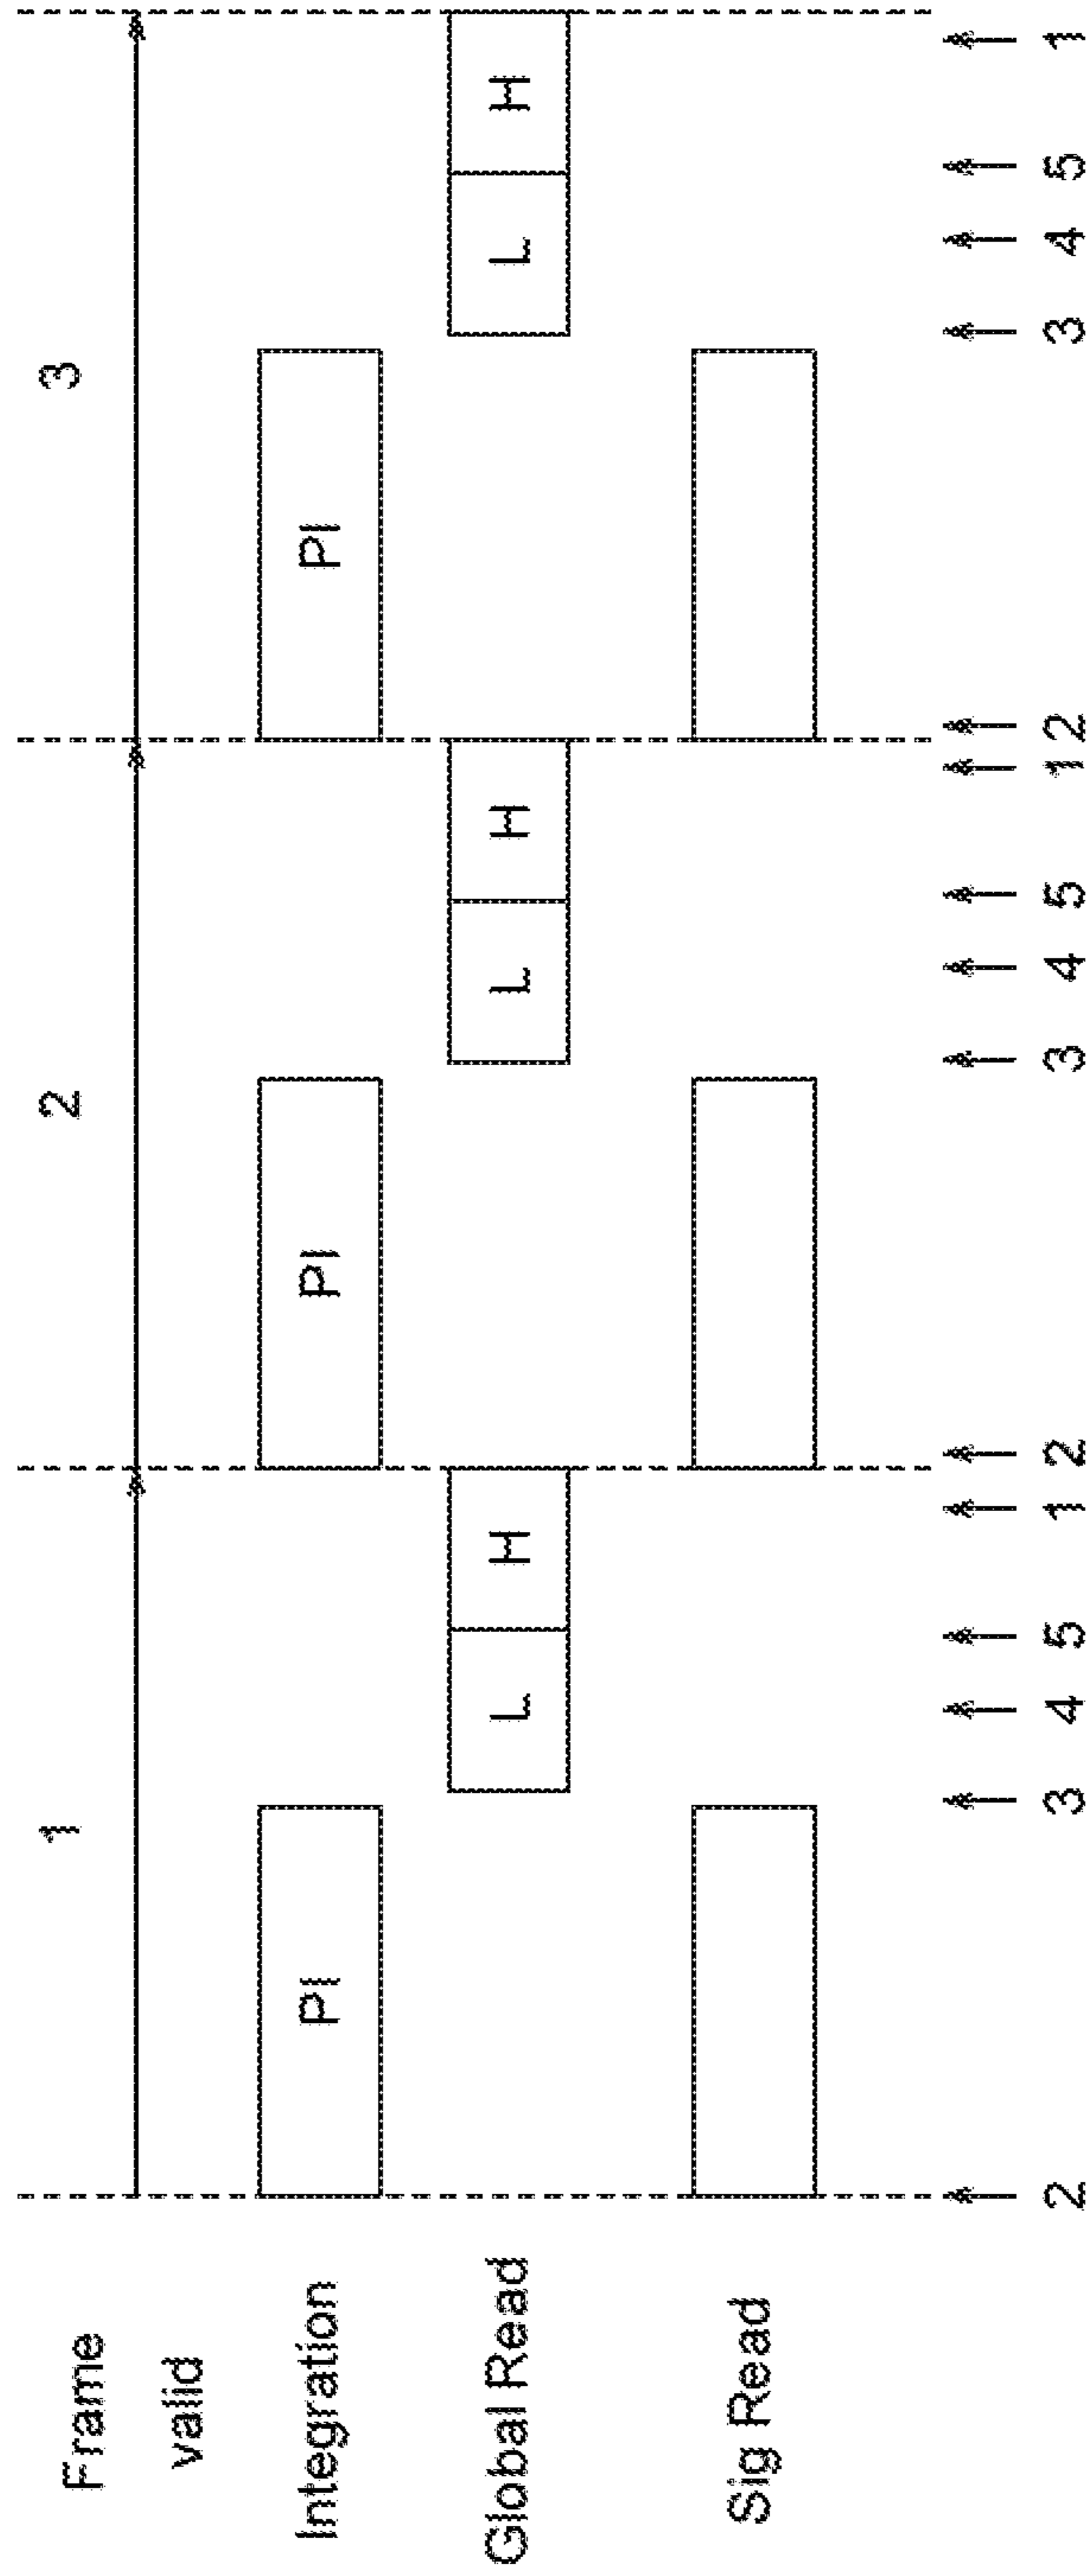 Frame valid 1 2 3
Integration PI PI PI
Global Read L H L H L H
Sig Read
2 3 4 5 1 2 3 4 5 1 2 3 4 5 1